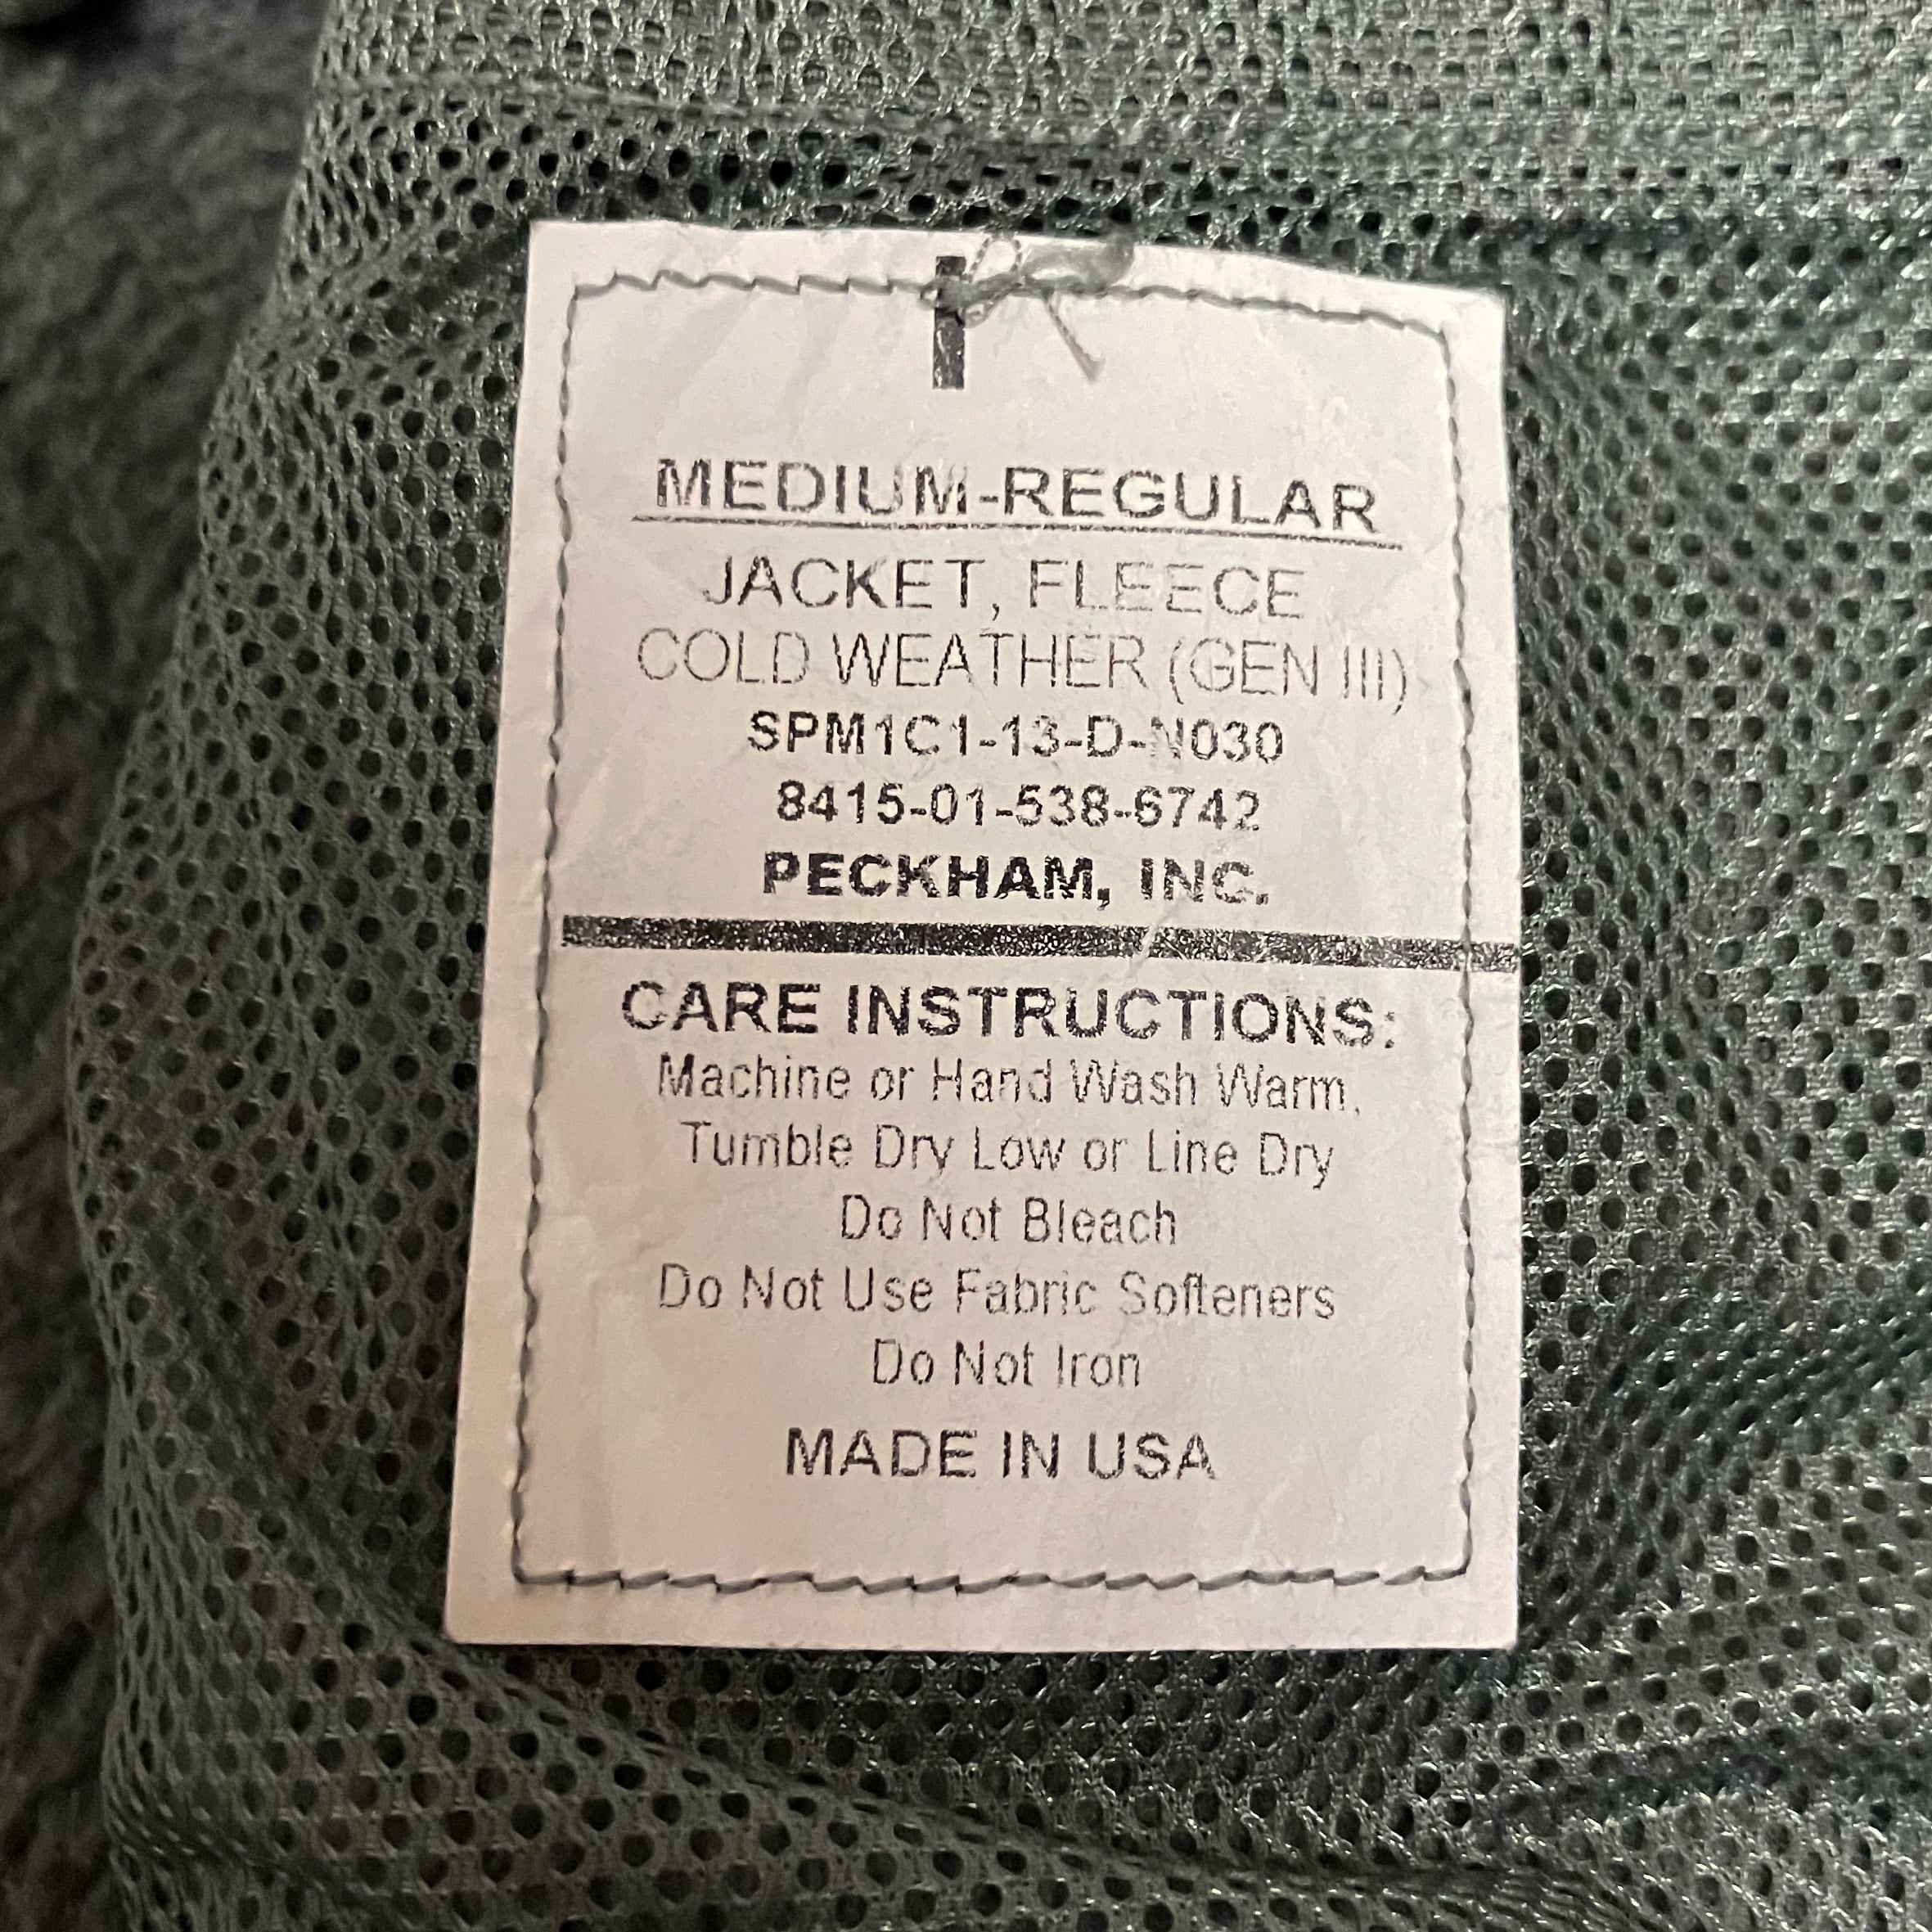 MEDIUM-REGULAR
JACKET, FLEECE
COLD WEATHER (GEN III)
SPM1C1-13-D-N030
8415-01-538-6742
PECKHAM, INC.
CARE INSTRUCTIONS:
Machine or Hand Wash Warm,
Tumble Dry Low or Line Dry
Do Not Bleach
Do Not Use Fabric Softeners
Do Not Iron
MADE IN USA